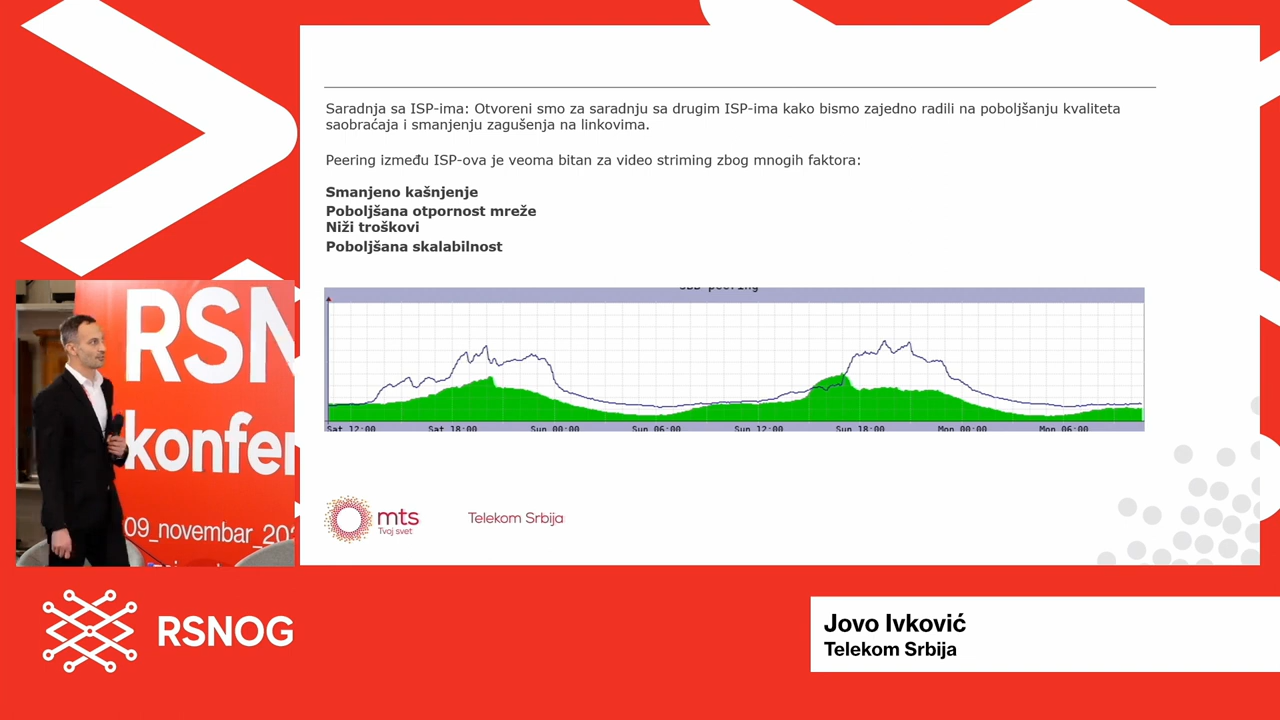 Saradnja sa ISP-ima: Otvoreni smo za saradnju sa drugim ISP-ima kako bismo zajedno radili na poboljšanju kvaliteta
saobraćaja i smanjenju zagušenja na linkovima.
Peering između ISP-ova je veoma bitan za video striming zbog mnogih faktora:
Smanjeno kašnjenje
Poboljšana otpornost mreže
Niži troškovi
Poboljšana skalabilnost
peering
Sat 12:00 Sat 18:00 Sun 00:00 Sun 06:00 Sun 12:00 Sun 18:00 Mon 00:00 Mon 06:00
mts
Tvoj svet
Telekom Srbija
RSN
konfer
09_novembar_202
RSNOG
Jovo Ivković
Telekom Srbija